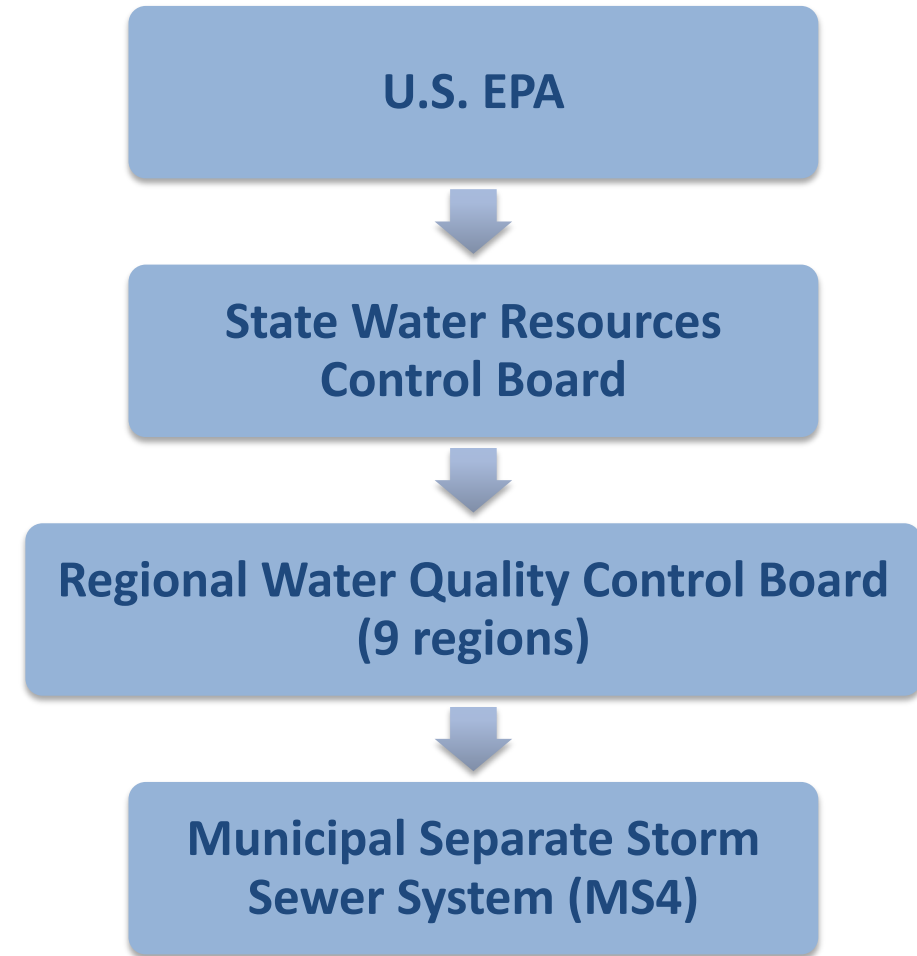 U.S. EPA
State Water Resources
Control Board
Regional Water Quality Control Board
(9 regions)
Municipal Separate Storm
Sewer System (MS4)